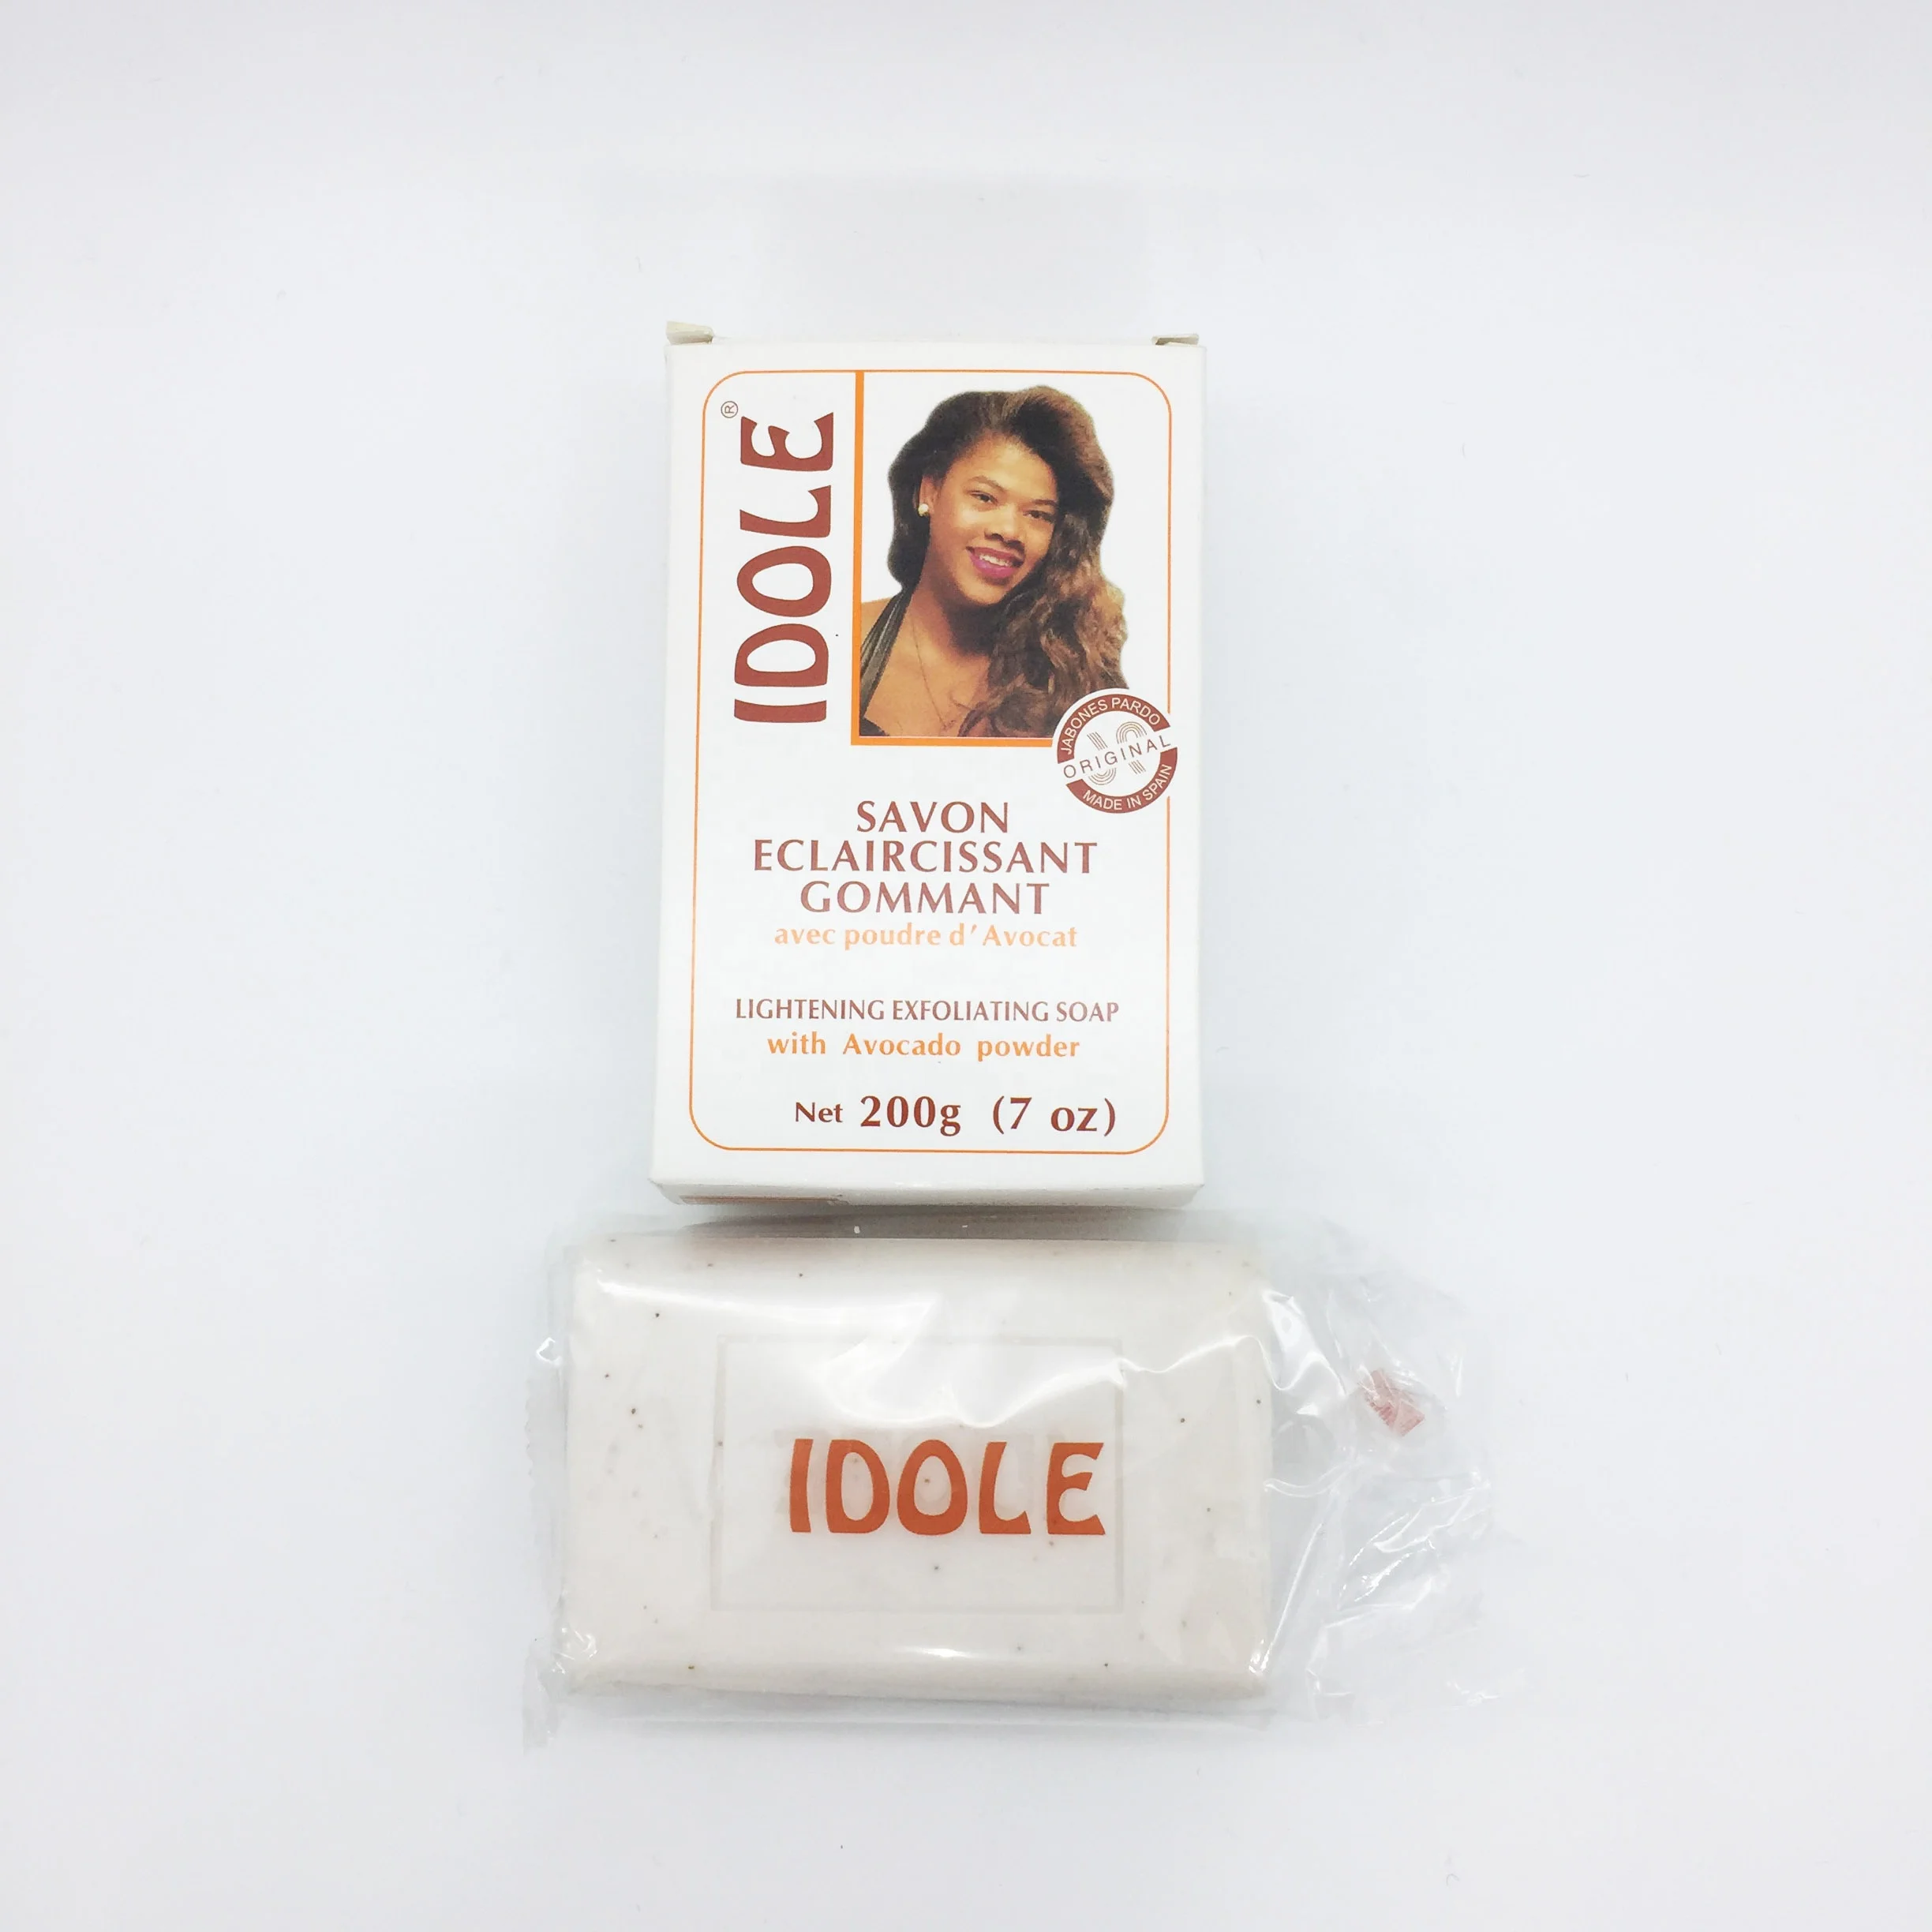 IDOLE®
JABONES PARDO
ORIGINAL
MADE IN SPAIN
SAVON
ECLAIRCISSANT
GOMMANT
avec poudre d'Avocat
LIGHTENING EXFOLIATING SOAP
with Avocado powder
Net 200g (7 oz)
IDOLE